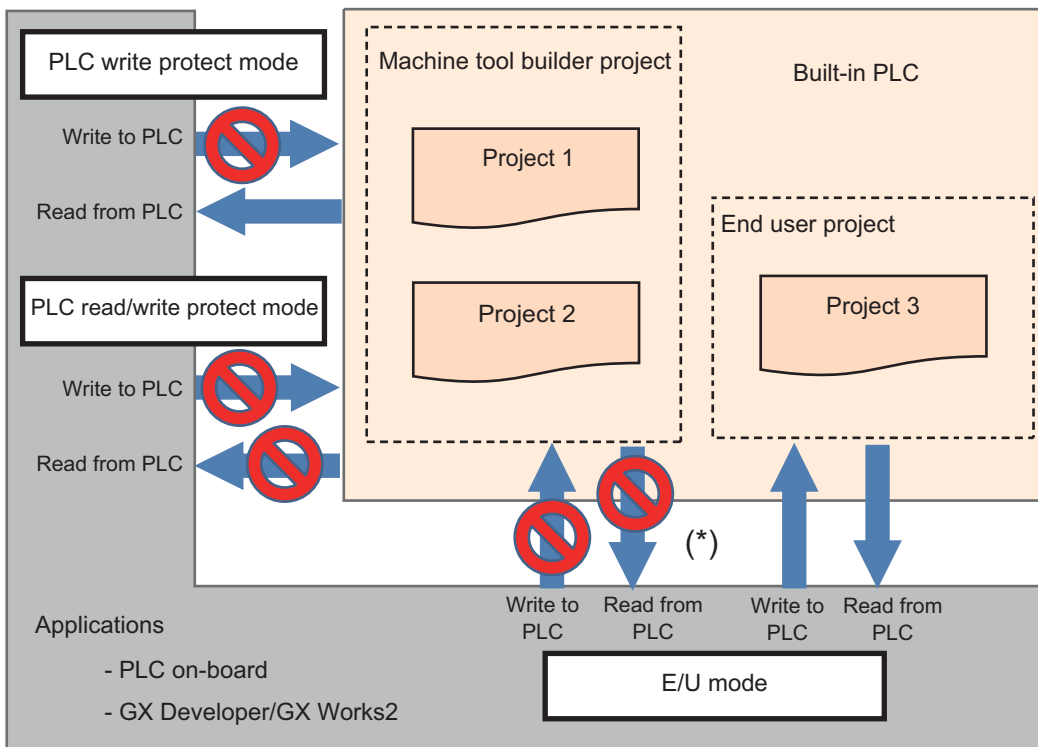 PLC write protect mode
Write to PLC
Read from PLC
PLC read/write protect mode
Write to PLC
Read from PLC
Machine tool builder project
Project 1
Project 2
Built-in PLC
End user project
Project 3
(*)
Write to
PLC
Read from
PLC
Write to
PLC
Read from
PLC
E/U mode
Applications
- PLC on-board
- GX Developer/GX Works2